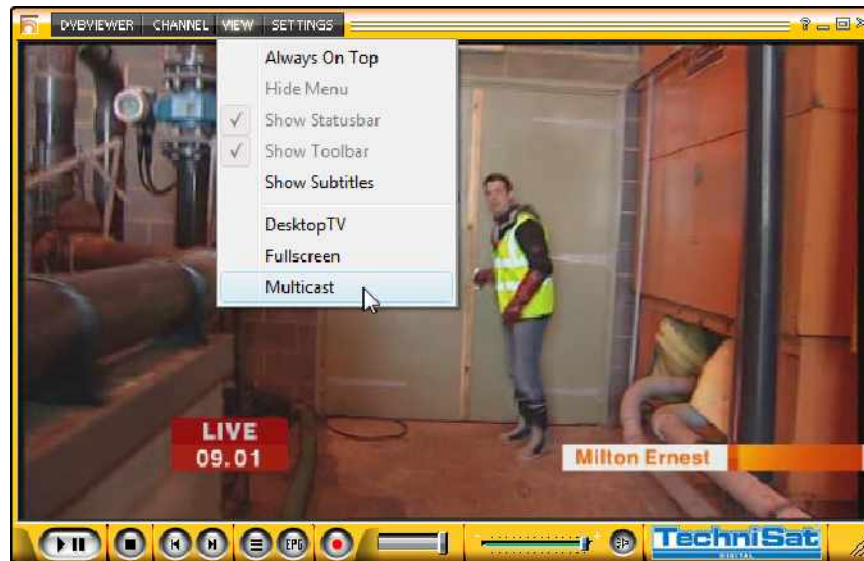 DVBVIEWER CHANNEL VIEW SETTINGS
Always On Top
Hide Menu
Show Statusbar
Show Toolbar
Show Subtitles
DesktopTV
Fullscreen
Multicast
LIVE
09.01
Milton Ernest
EPG
TechniSat
DIGITAL